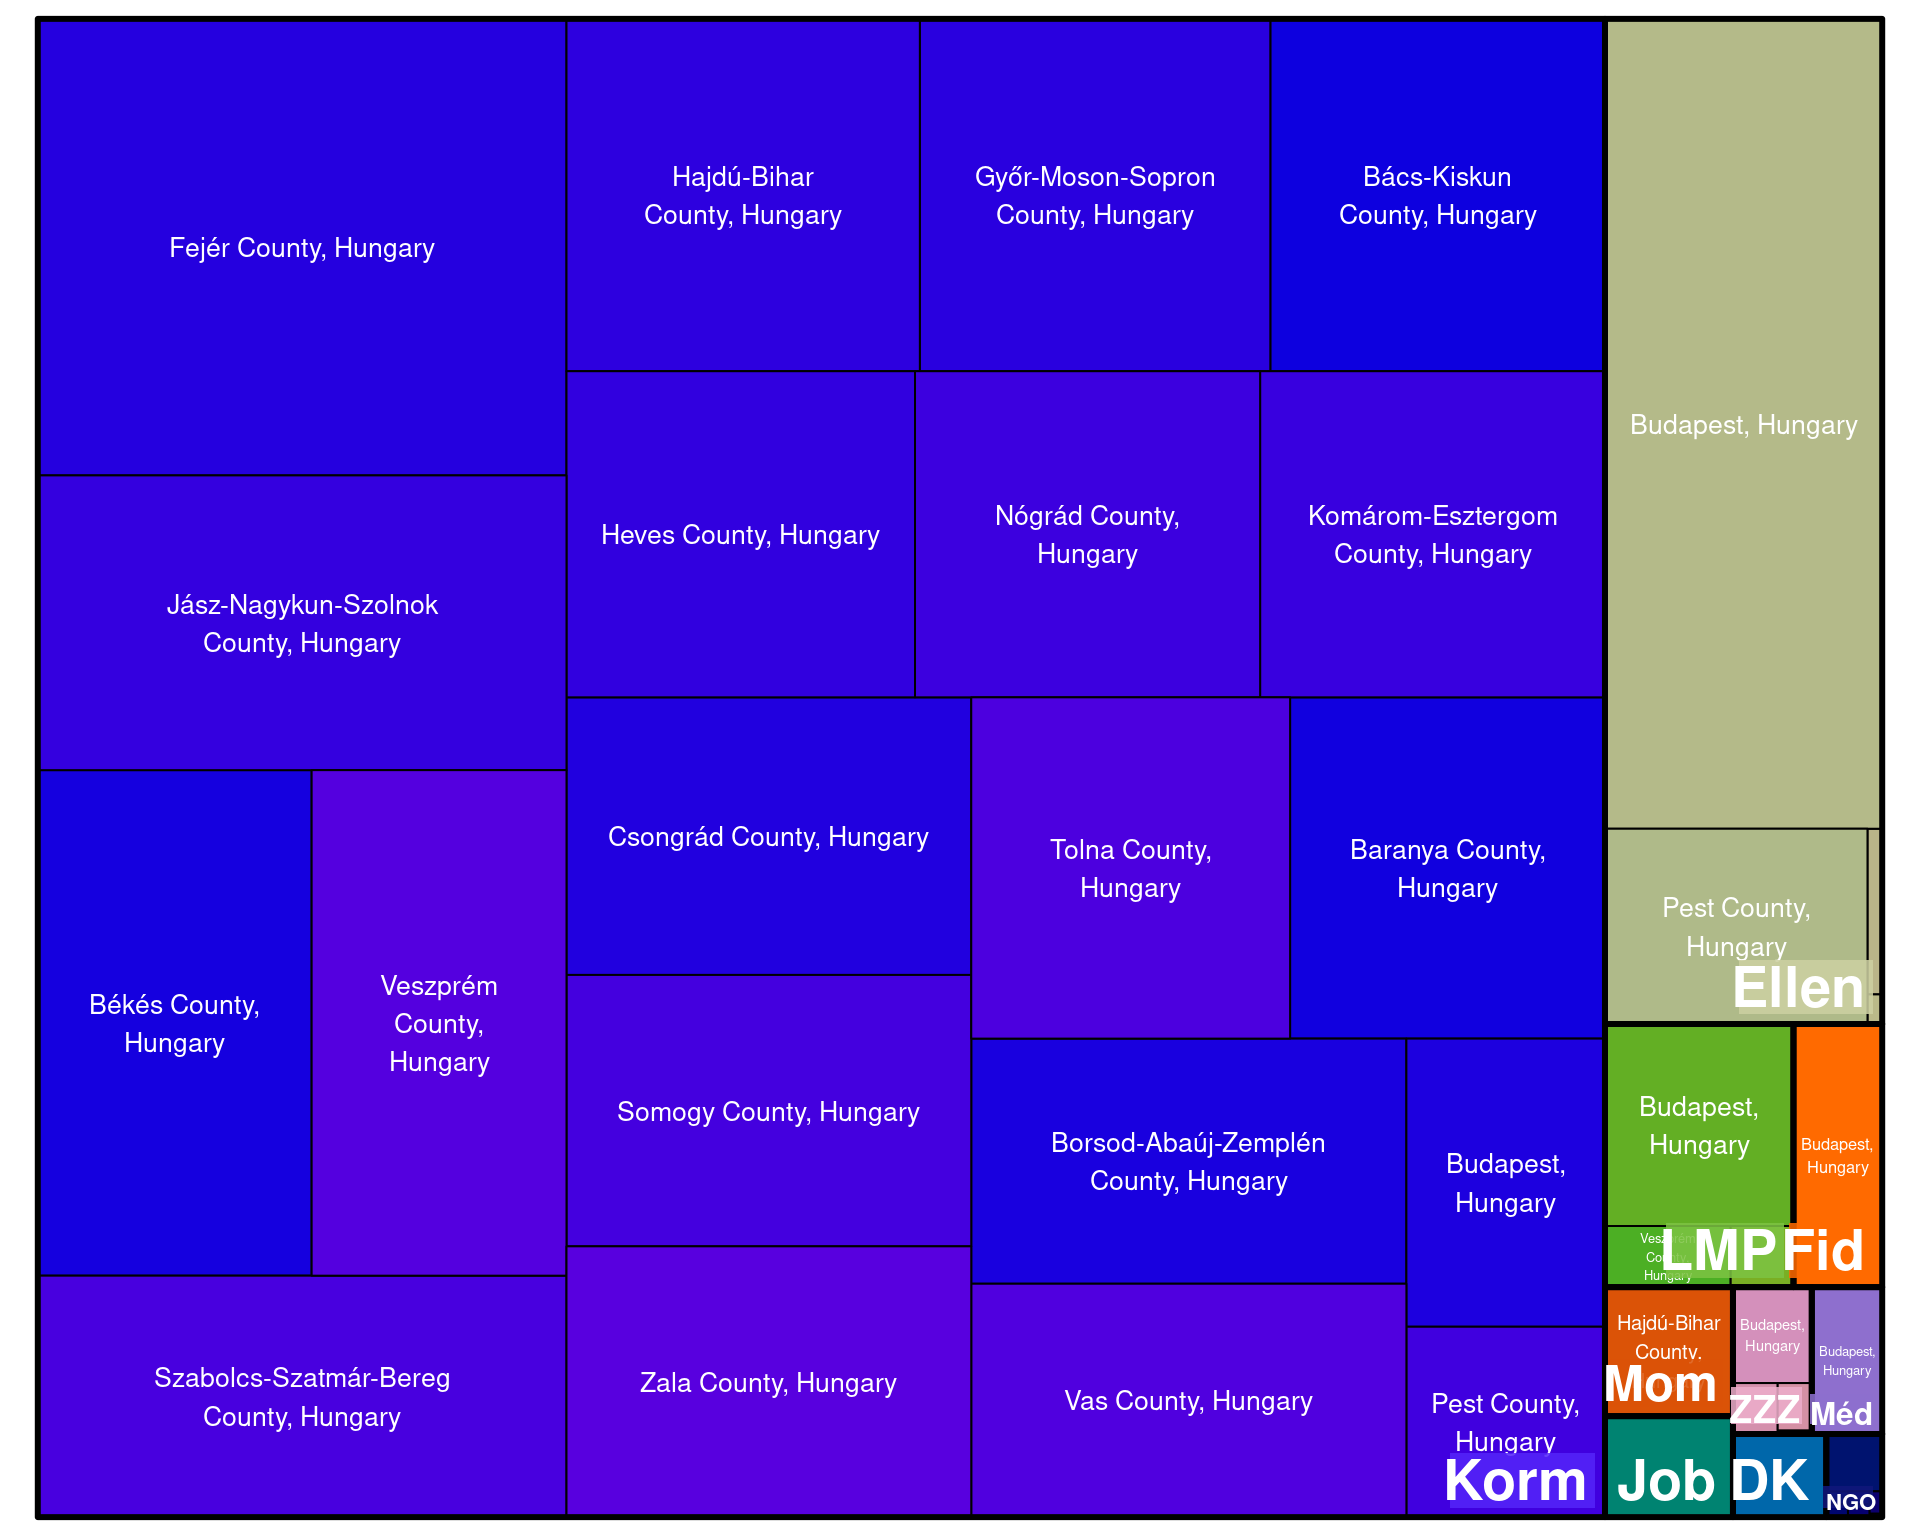 Fejér County, Hungary
Hajdú-Bihar
County, Hungary
Győr-Moson-Sopron
County, Hungary
Bács-Kiskun
County, Hungary
Budapest, Hungary
Jász-Nagykun-Szolnok
County, Hungary
Heves County, Hungary
Nógrád County,
Hungary
Komárom-Esztergom
County, Hungary
Békés County,
Hungary
Veszprém
County,
Hungary
Csongrád County, Hungary
Tolna County,
Hungary
Baranya County,
Hungary
Pest County,
Hungary
Ellen
Somogy County, Hungary
Borsod-Abaúj-Zemplén
County, Hungary
Budapest,
Hungary
Budapest,
Hungary
Budapest,
Hungary
Veszprém
County,
Hungary
LMP
Fid
Szabolcs-Szatmár-Bereg
County, Hungary
Zala County, Hungary
Vas County, Hungary
Pest County,
Hungary
Korm
Hajdú-Bihar
County,
Mom
Budapest,
Hungary
ZZZ
Budapest,
Hungary
Méd
Job
DK
NGO